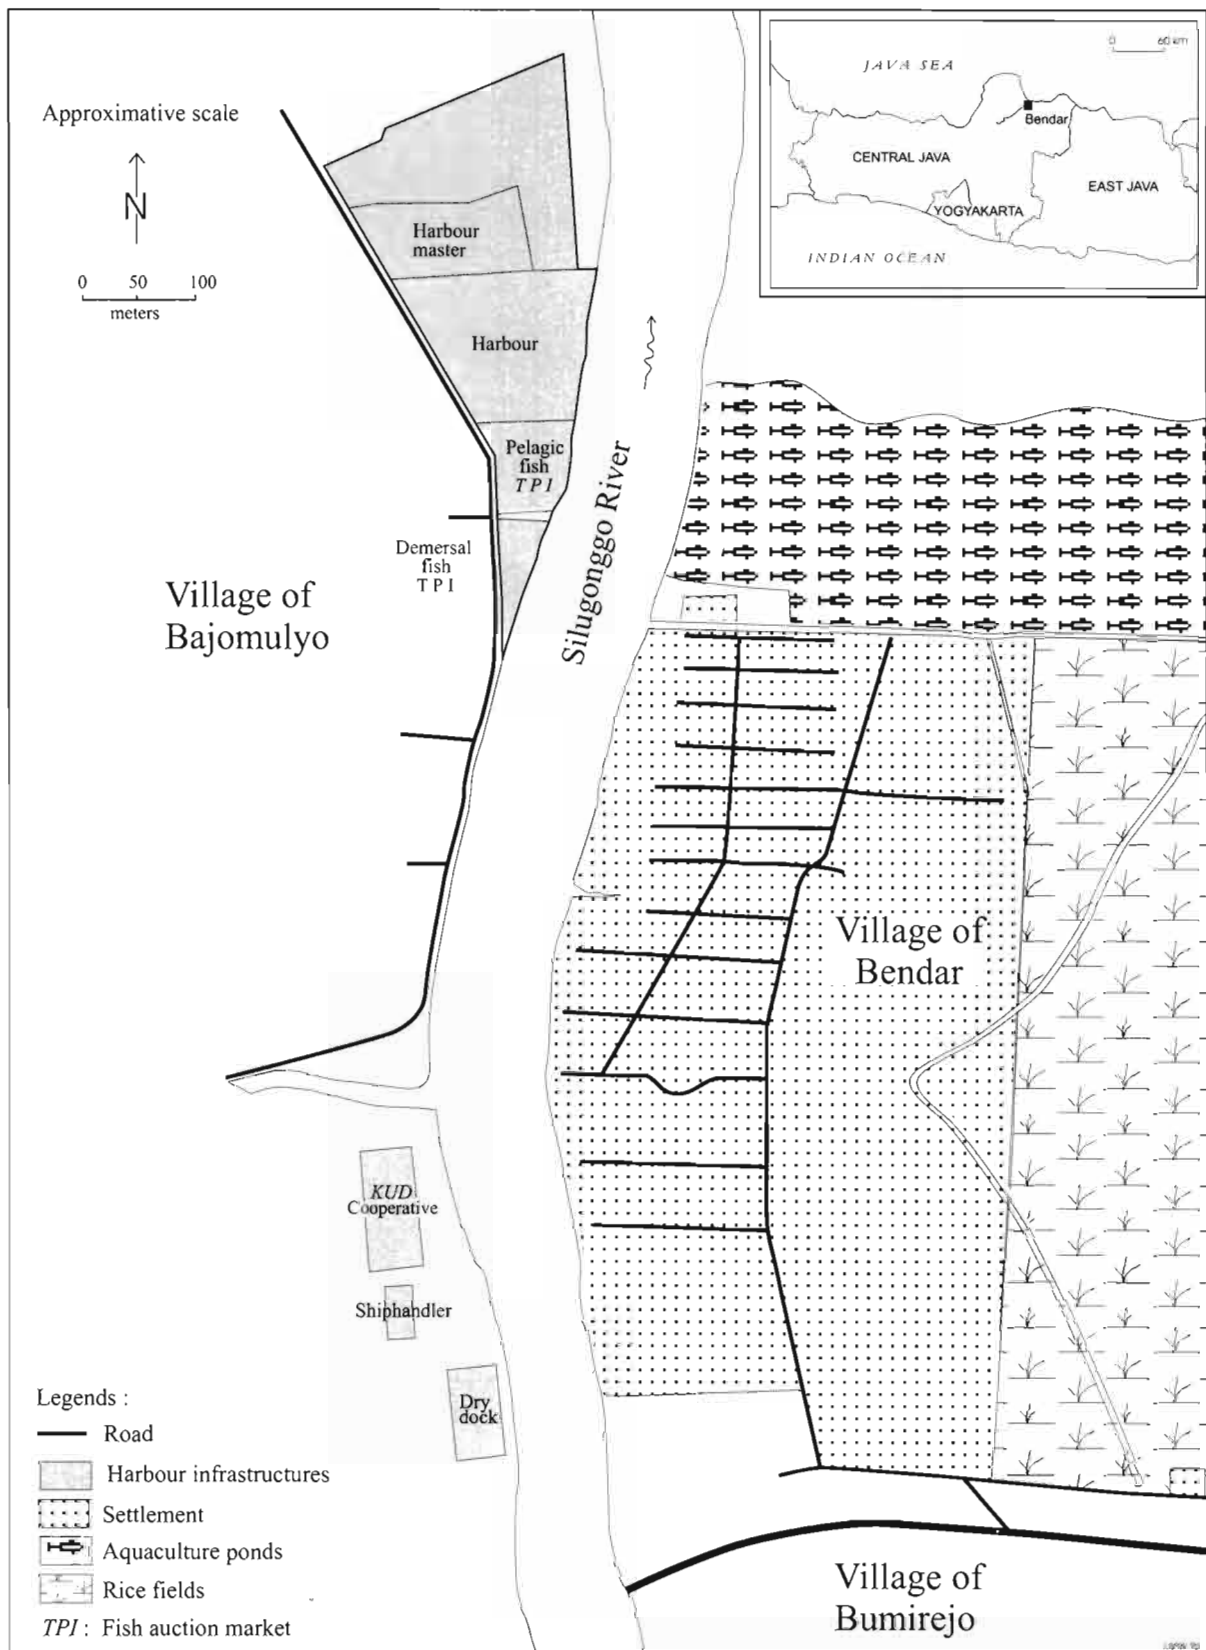 Approximative scale
N
0 50 100
meters
0 60 km
JAVA SEA
Bendar
CENTRAL JAVA
EAST JAVA
YOGYAKARTA
INDIAN OCEAN
Harbour
master
Harbour
Pelagic
fish
TPI
Demersal
fish
TPI
Silugonggo River
Village of
Bajomulyo
Village of
Bendar
KUD
Cooperative
Shiphandler
Dry
dock
Legends :
Road
Harbour infrastructures
Settlement
Aquaculture ponds
Rice fields
TPI : Fish auction market
Village of
Bumirejo